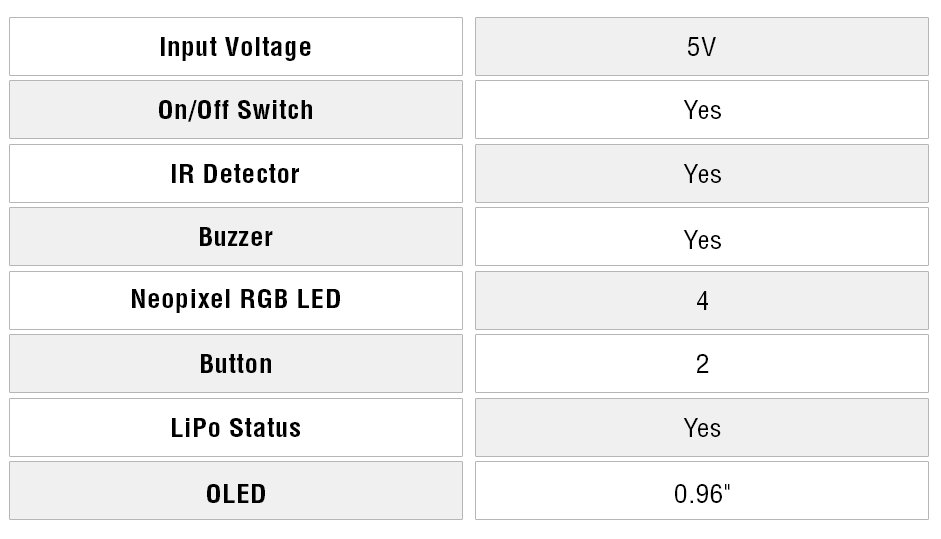 Input Voltage 5V
On/Off Switch Yes
IR Detector Yes
Buzzer Yes
Neopixel RGB LED 4
Button 2
LiPo Status Yes
OLED 0.96"